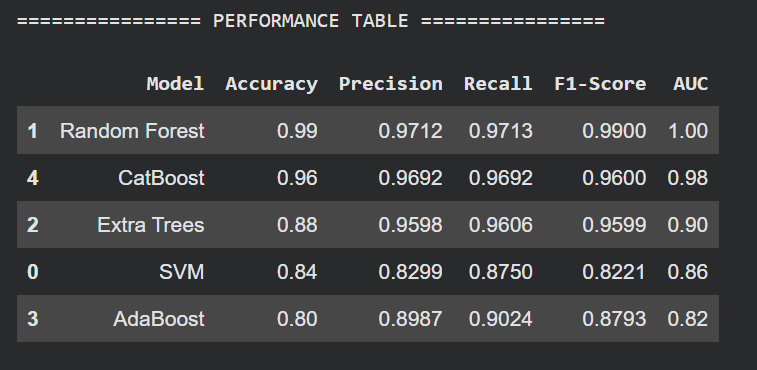 ================ PERFORMANCE TABLE ================
Model Accuracy Precision Recall F1-Score AUC
1 Random Forest 0.99 0.9712 0.9713 0.9900 1.00
4 CatBoost 0.96 0.9692 0.9692 0.9600 0.98
2 Extra Trees 0.88 0.9598 0.9606 0.9599 0.90
0 SVM 0.84 0.8299 0.8750 0.8221 0.86
3 AdaBoost 0.80 0.8987 0.9024 0.8793 0.82